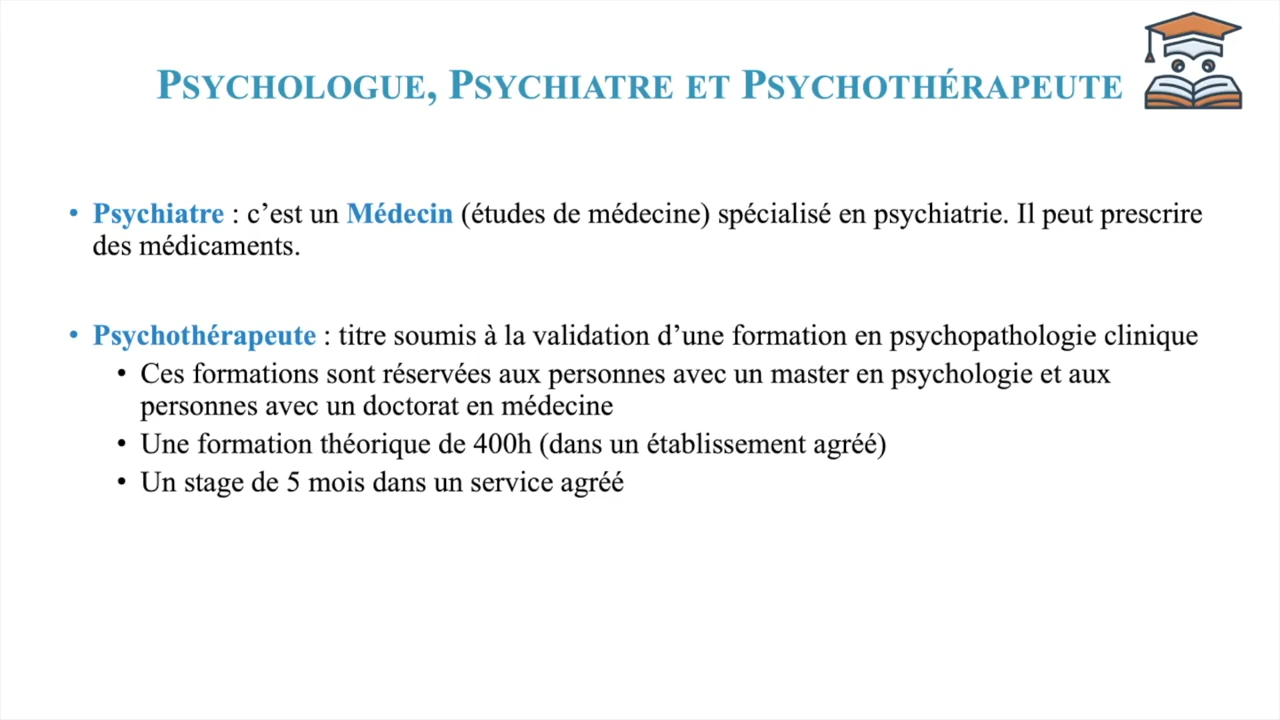 PSYCHOLOGUE, PSYCHIATRE ET PSYCHOTHÉRAPEUTE
• Psychiatre : c’est un Médecin (études de médecine) spécialisé en psychiatrie. Il peut prescrire
des médicaments.
• Psychothérapeute : titre soumis à la validation d’une formation en psychopathologie clinique
• Ces formations sont réservées aux personnes avec un master en psychologie et aux
personnes avec un doctorat en médecine
• Une formation théorique de 400h (dans un établissement agréé)
• Un stage de 5 mois dans un service agréé